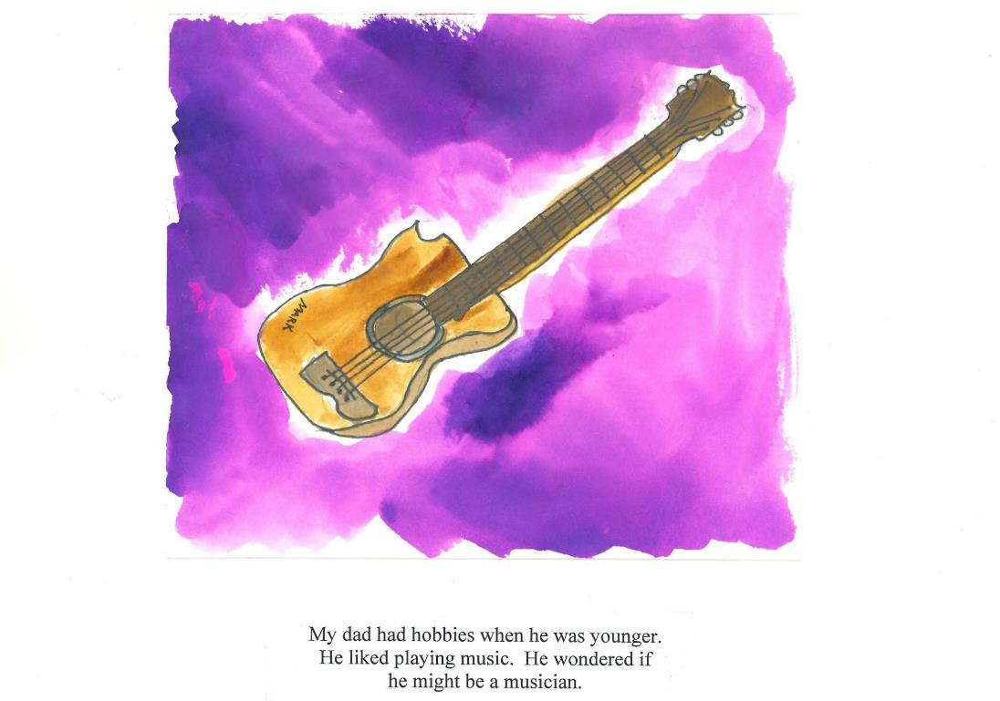 MARK
My dad had hobbies when he was younger.
He liked playing music.  He wondered if
he might be a musician.